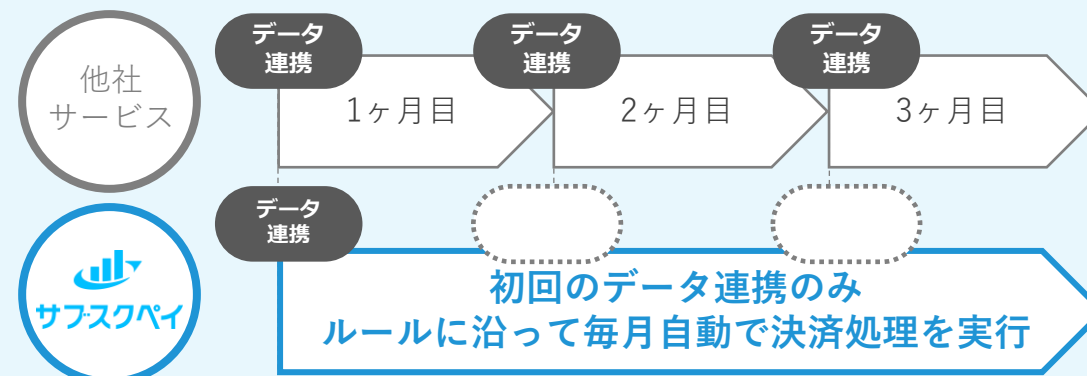 データ
連携
データ
連携
データ
連携
他社
サービス
1ヶ月目
2ヶ月目
3ヶ月目
データ
連携
サブスクペイ
初回のデータ連携のみ
ルールに沿って毎月自動で決済処理を実行